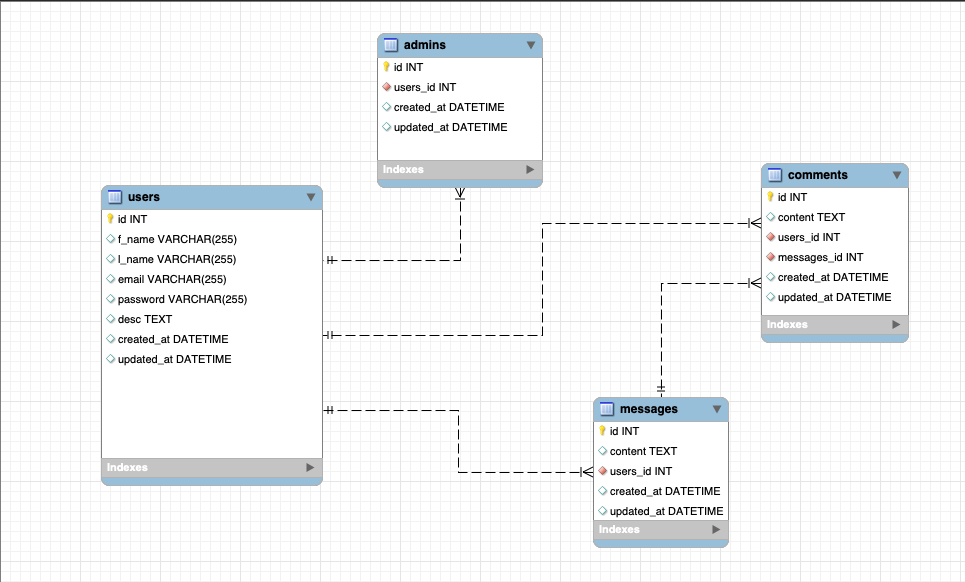 admins
id INT
users_id INT
created_at DATETIME
updated_at DATETIME
Indexes
users
id INT
f_name VARCHAR(255)
l_name VARCHAR(255)
email VARCHAR(255)
password VARCHAR(255)
desc TEXT
created_at DATETIME
updated_at DATETIME
Indexes
comments
id INT
content TEXT
users_id INT
messages_id INT
created_at DATETIME
updated_at DATETIME
Indexes
messages
id INT
content TEXT
users_id INT
created_at DATETIME
updated_at DATETIME
Indexes